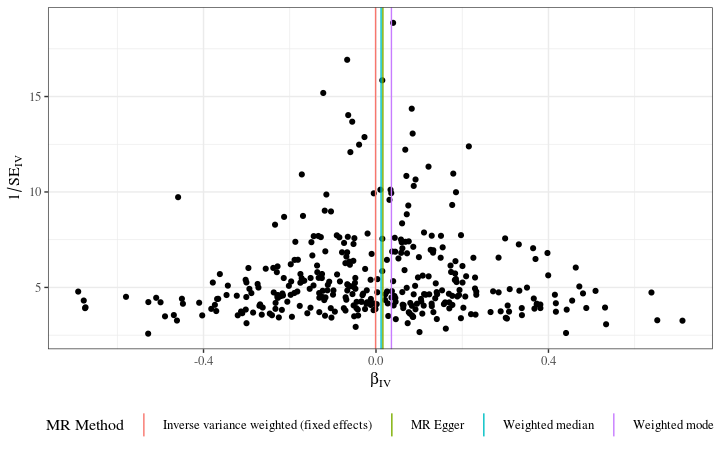 15
10
5
1/SE_IV
-0.4
0.0
0.4
β_IV
MR Method
Inverse variance weighted (fixed effects)
MR Egger
Weighted median
Weighted mode